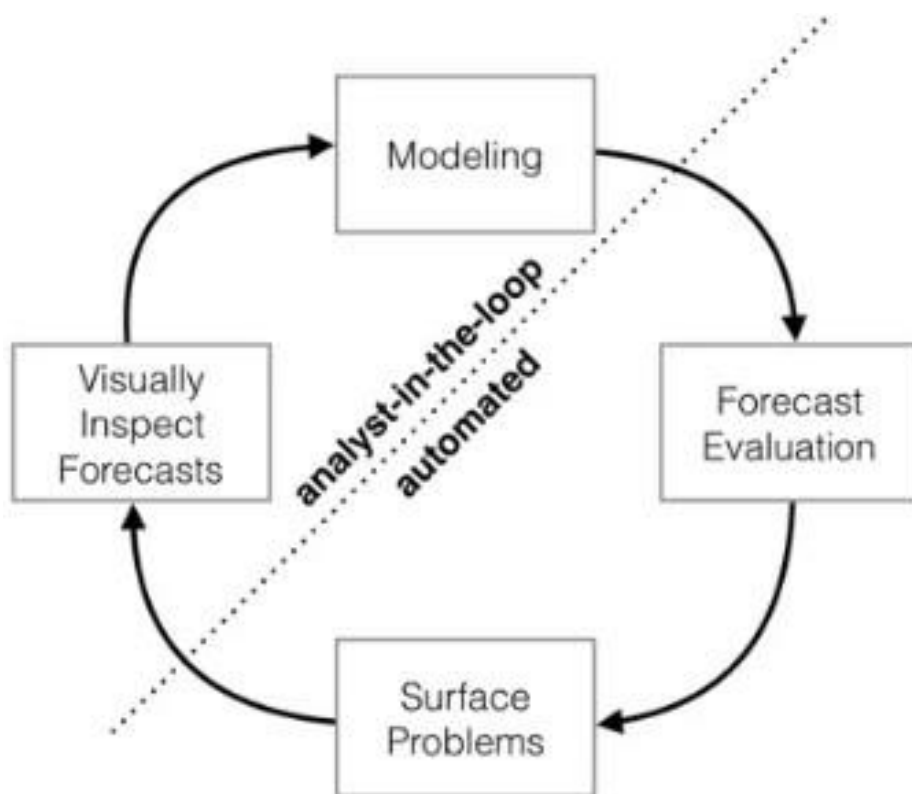 Modeling
analyst-in-the-loop
automated
Visually
Inspect
Forecasts
Forecast
Evaluation
Surface
Problems